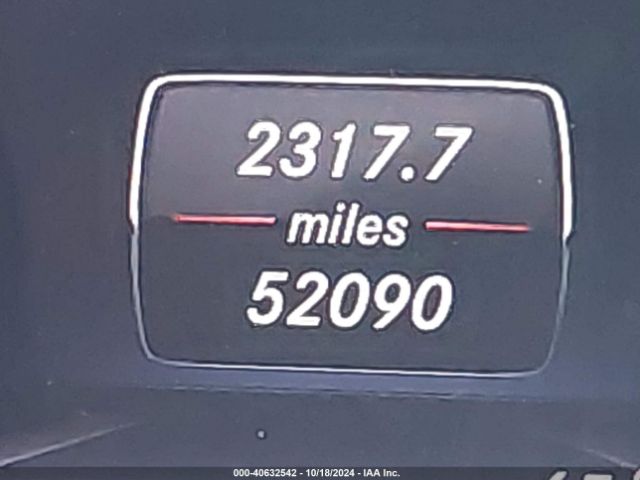 2317.7
miles
52090
000-40632542 - 10/18/2024 - IAA Inc.